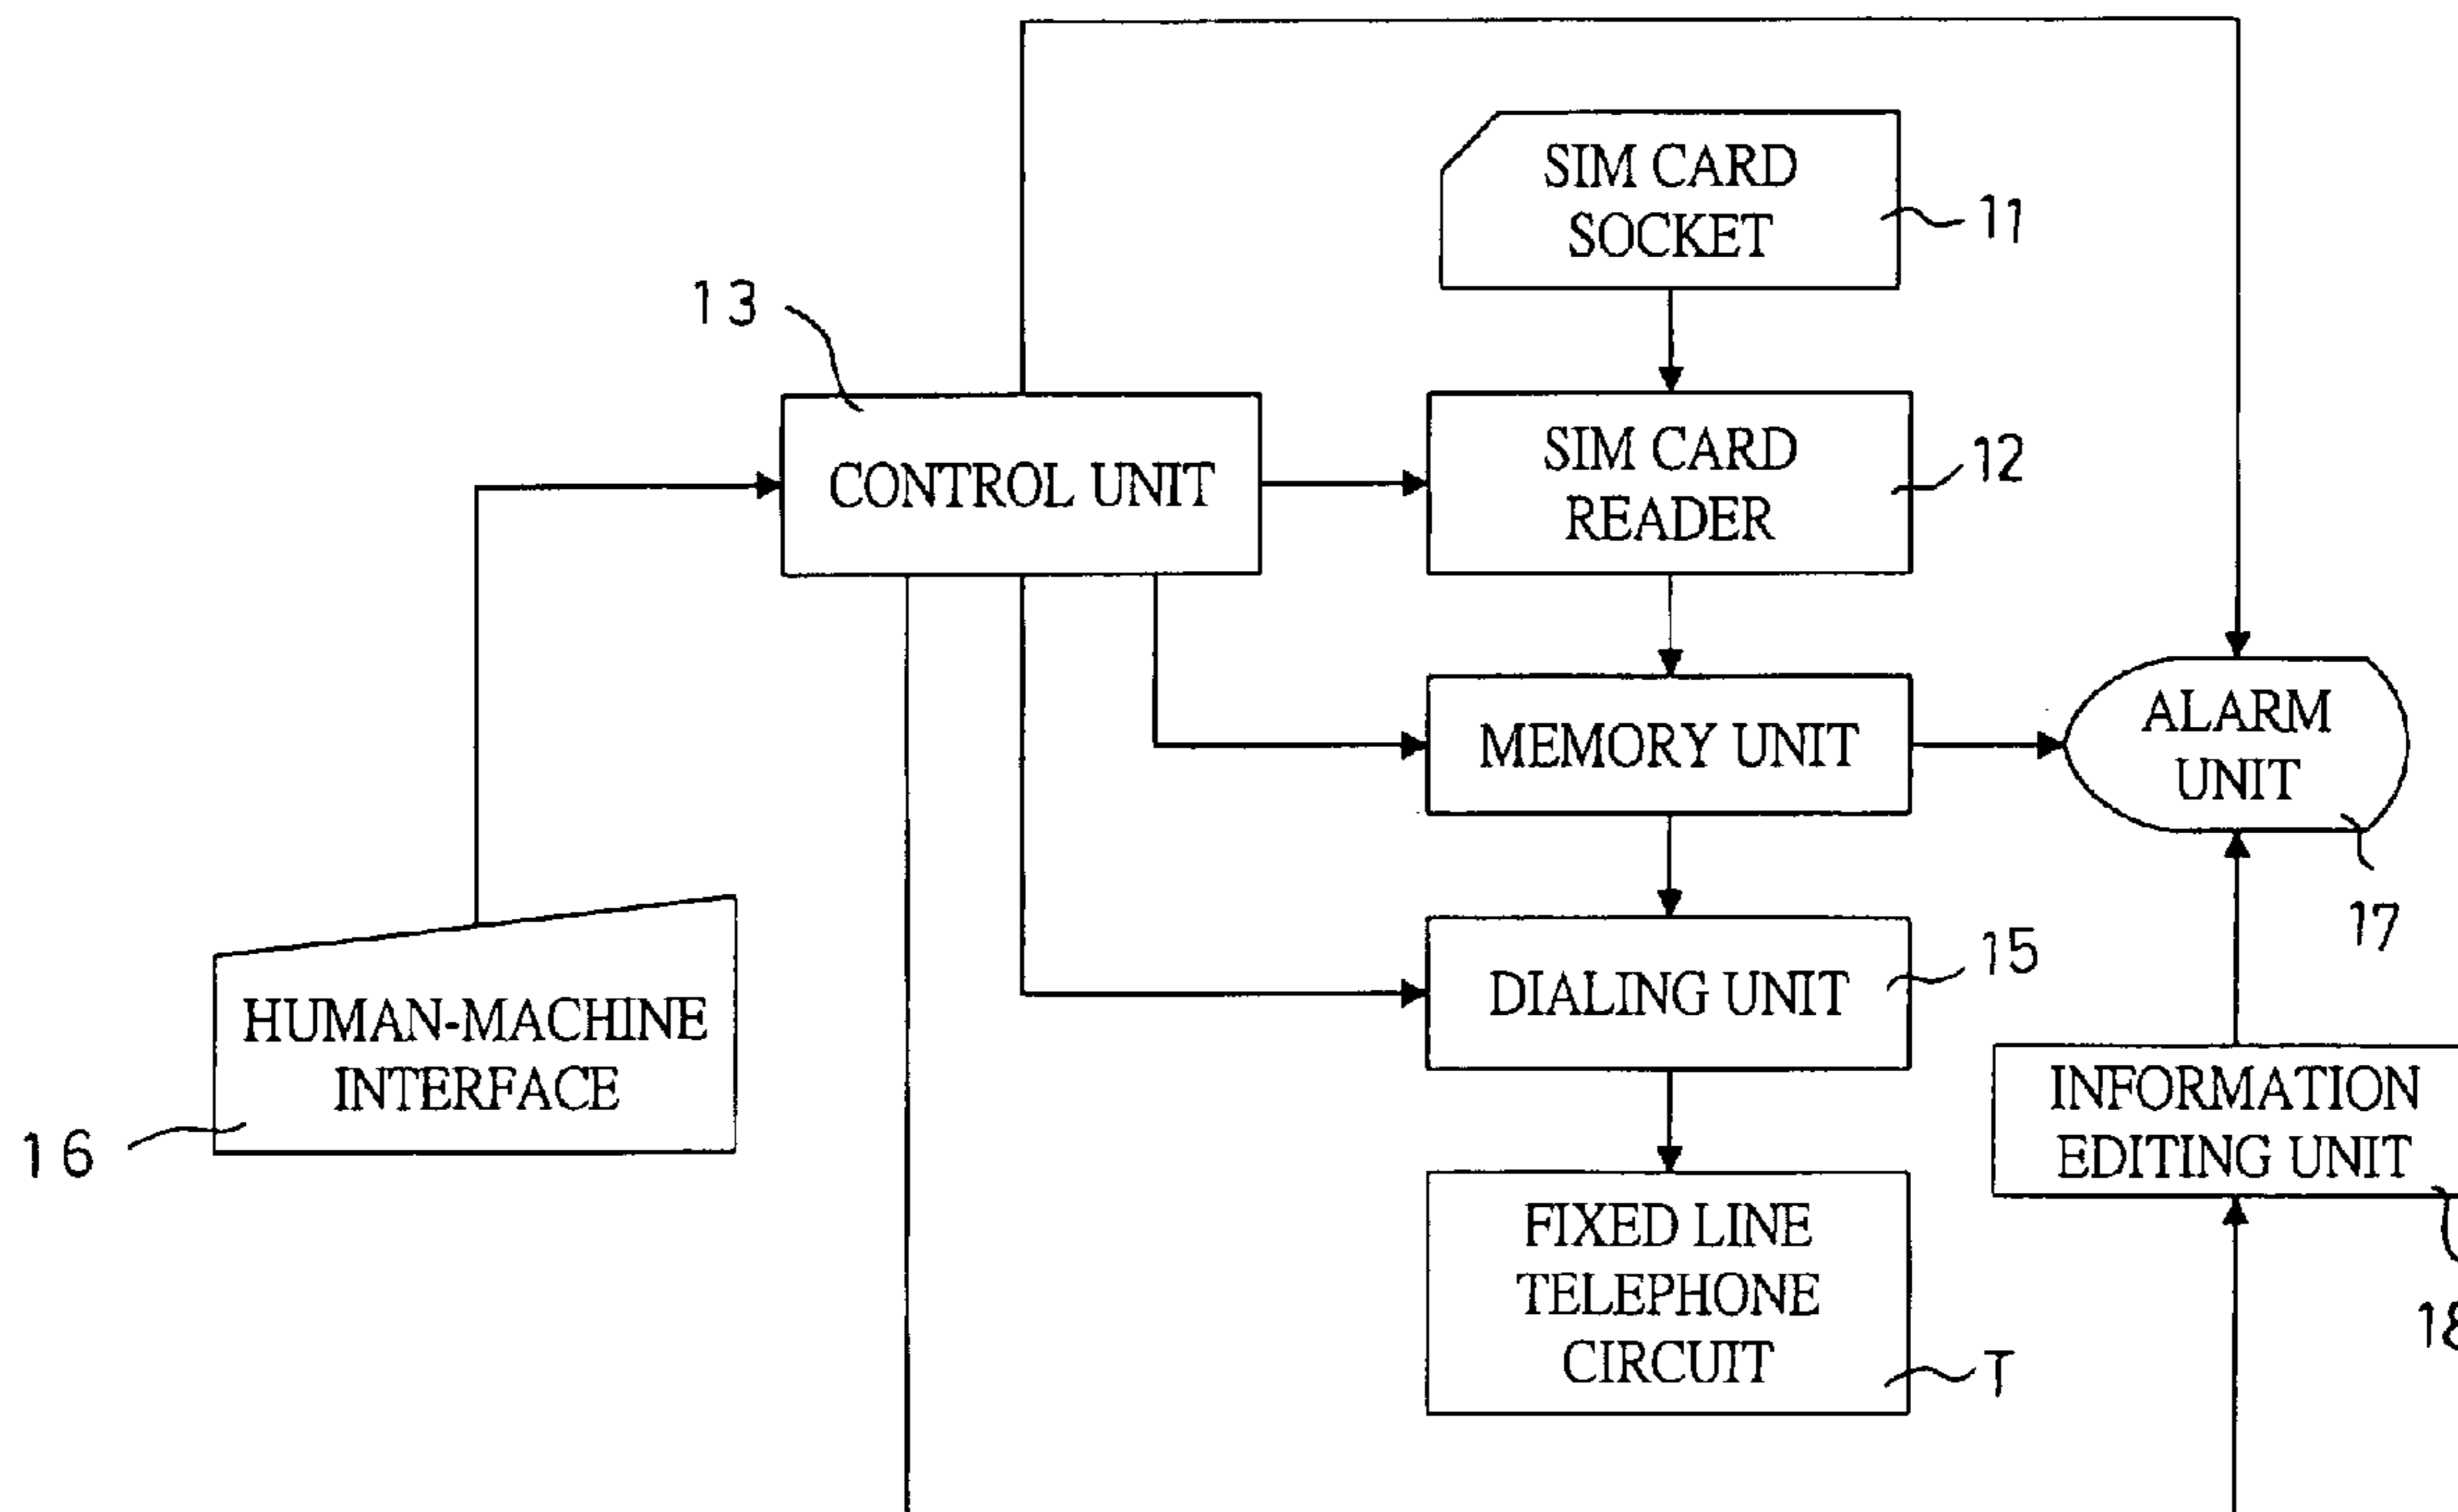 SIM CARD
SOCKET
11
13
CONTROL UNIT
SIM CARD
READER
12
MEMORY UNIT
ALARM
UNIT
17
DIALING UNIT
15
HUMAN-MACHINE
INTERFACE
16
INFORMATION
EDITING UNIT
18
FIXED LINE
TELEPHONE
CIRCUIT
T